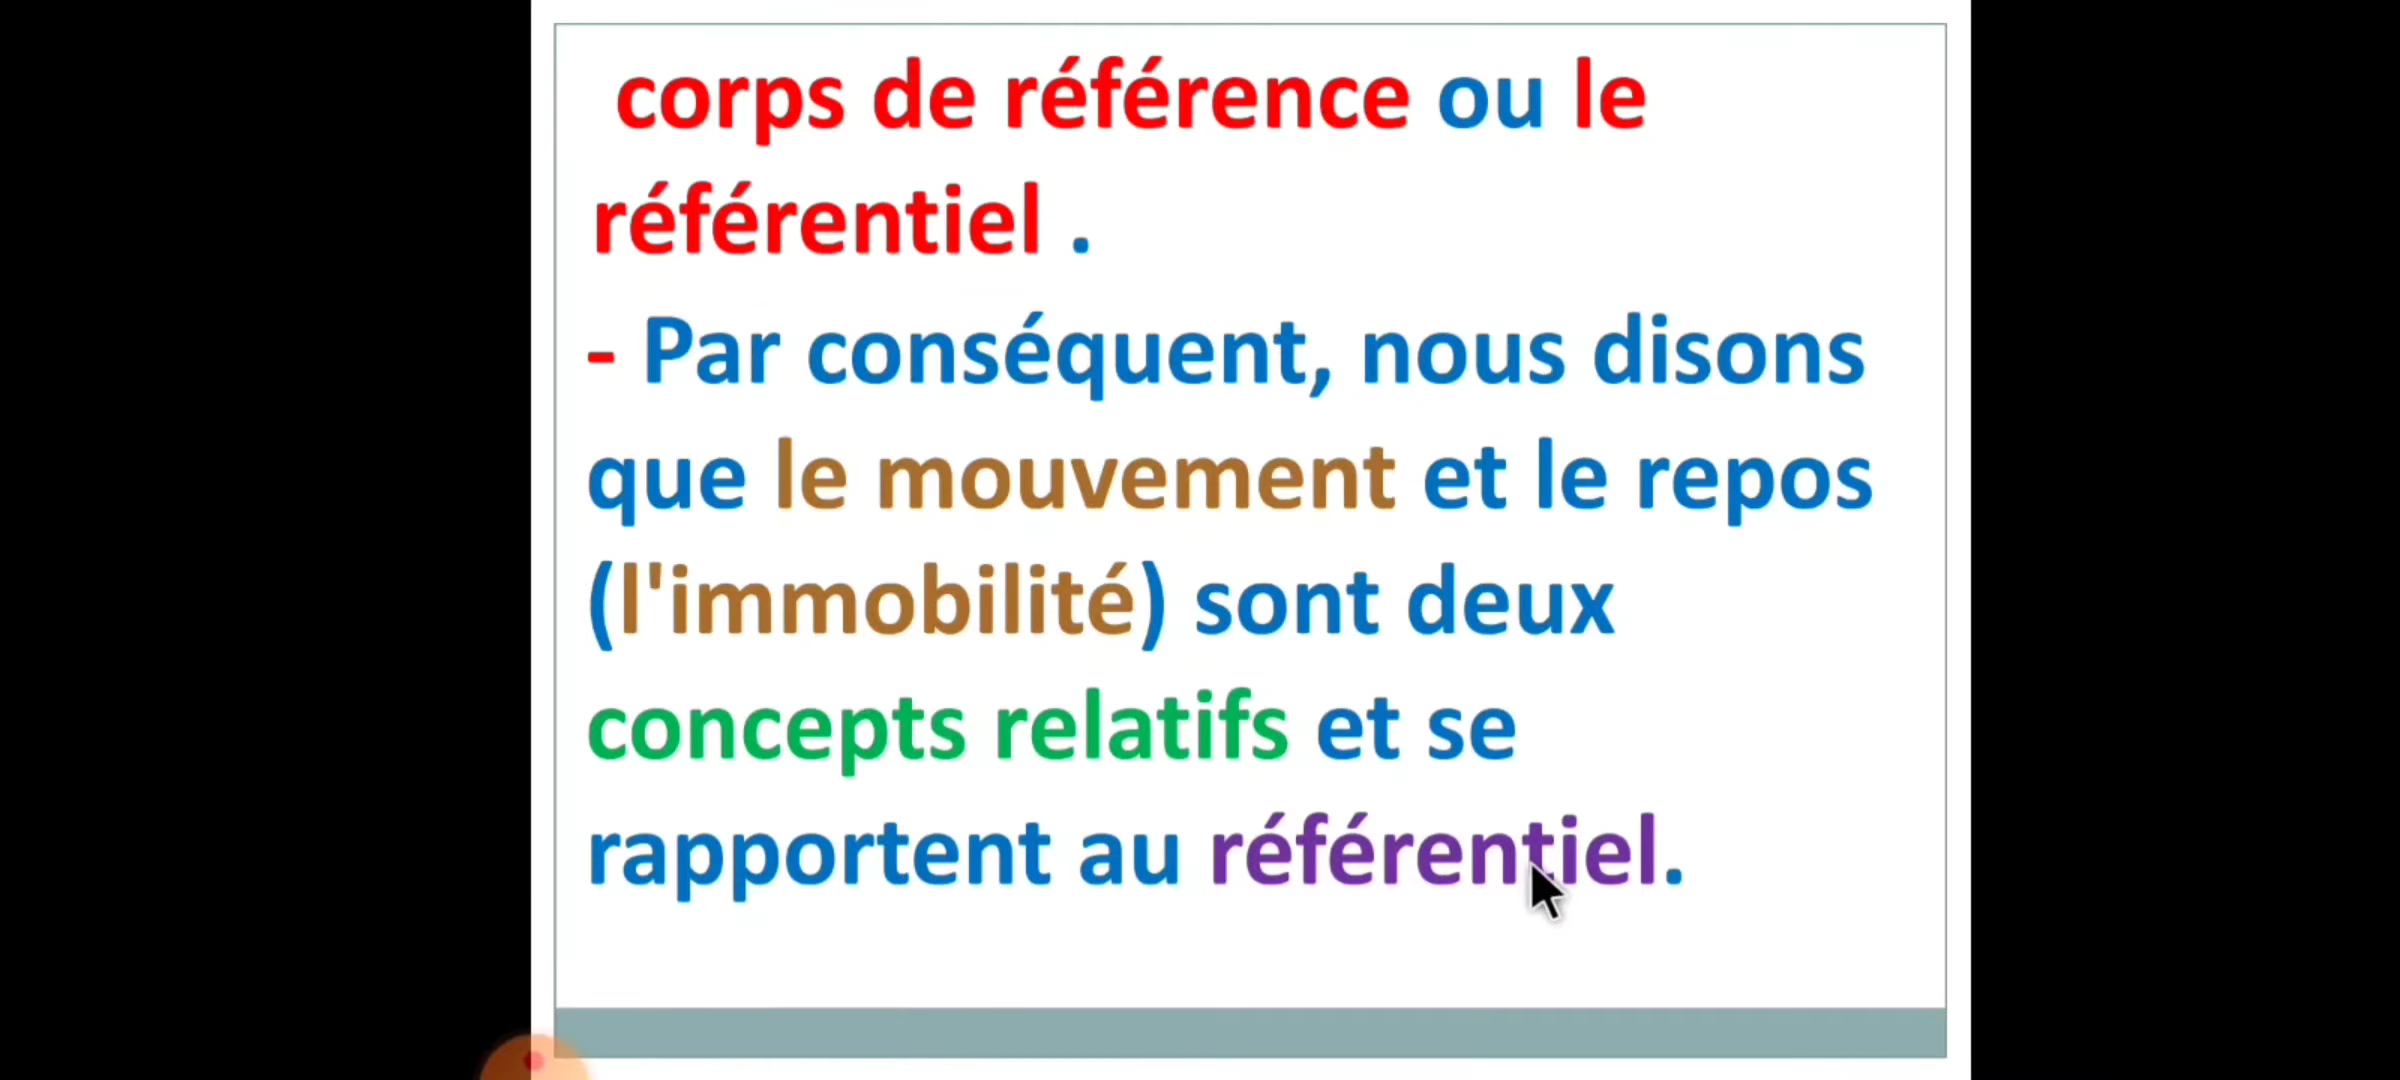 corps de référence ou le
référentiel .
- Par conséquent, nous disons
que le mouvement et le repos
(l'immobilité) sont deux
concepts relatifs et se
rapportent au référentiel.